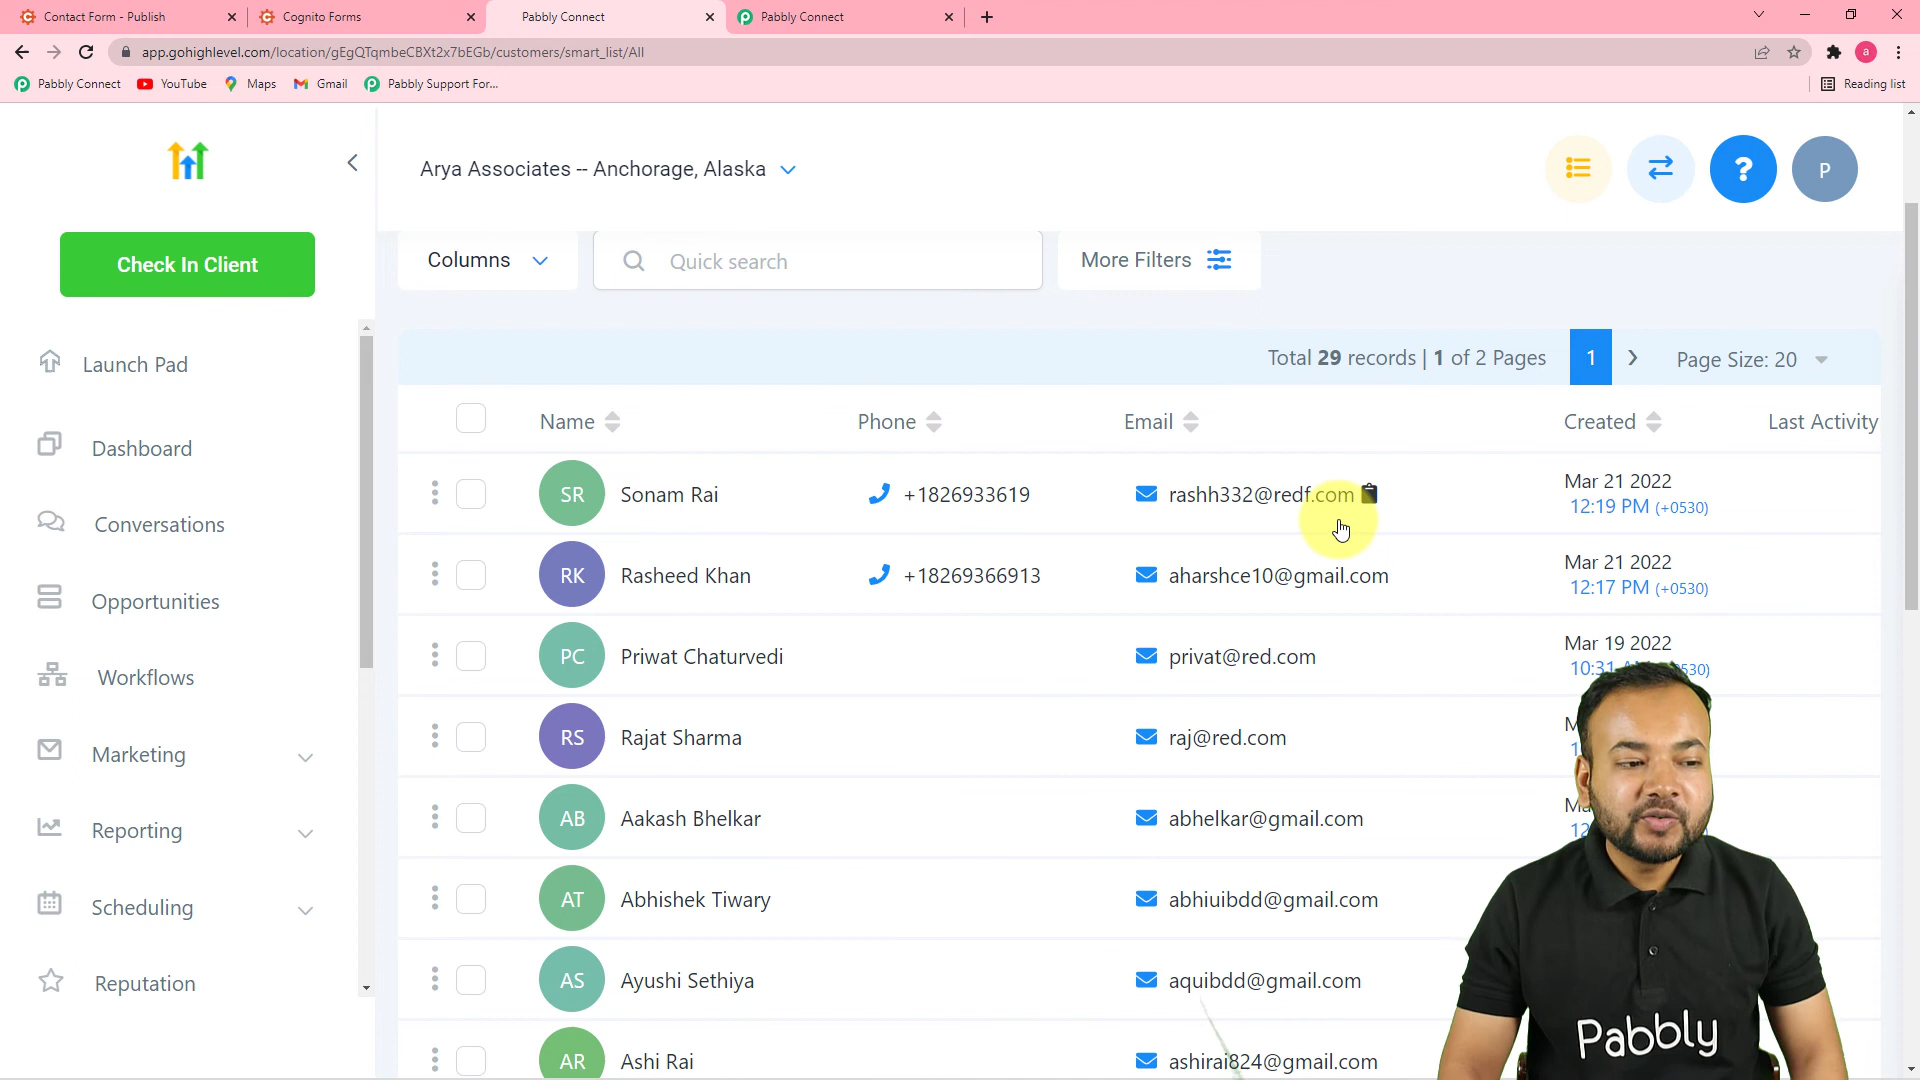 Contact Form - Publish
Cognito Forms
Pabbly Connect
Pabbly Connect
app.gohighlevel.com/location/gEgQTqmbeCBXt2x7bEGb/customers/smart_list/All
a
Pabbly Connect
YouTube
Maps
Gmail
Pabbly Support For...
Reading list
Arya Associates -- Anchorage, Alaska
?
P
Check In Client
Columns
Quick search
More Filters
Launch Pad
Dashboard
Conversations
Opportunities
Workflows
Marketing
Reporting
Scheduling
Reputation
Total 29 records | 1 of 2 Pages
1
Page Size: 20
Name
Phone
Email
Created
Last Activity
SR Sonam Rai +1826933619 rashh332@redf.com Mar 21 2022
12:19 PM (+0530)
RK Rasheed Khan +18269366913 aharshce10@gmail.com Mar 21 2022
12:17 PM (+0530)
PC Priwat Chaturvedi privat@red.com Mar 19 2022
10:31
RS Rajat Sharma raj@red.com
AB Aakash Bhelkar abhelkar@gmail.com
AT Abhishek Tiwary abhiuibdd@gmail.com
AS Ayushi Sethiya aquibdd@gmail.com
AR Ashi Rai ashirai824@gmail.com
Pabbly